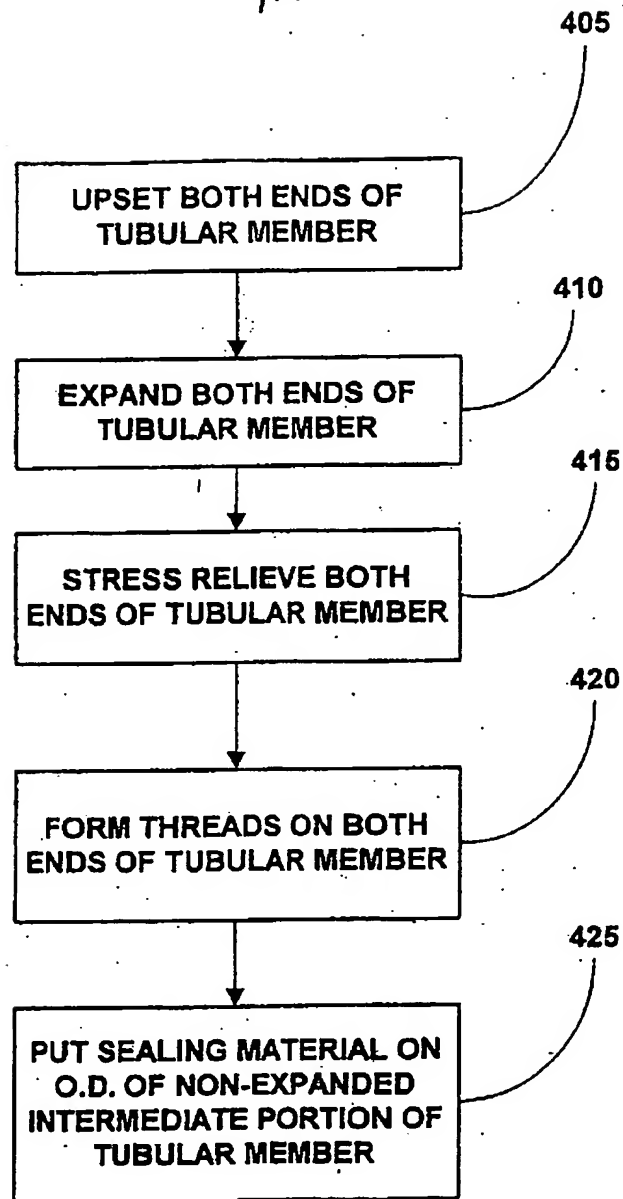 405
UPSET BOTH ENDS OF
TUBULAR MEMBER
410
EXPAND BOTH ENDS OF
TUBULAR MEMBER
415
STRESS RELIEVE BOTH
ENDS OF TUBULAR MEMBER
420
FORM THREADS ON BOTH
ENDS OF TUBULAR MEMBER
425
PUT SEALING MATERIAL ON
O.D. OF NON-EXPANDED
INTERMEDIATE PORTION OF
TUBULAR MEMBER